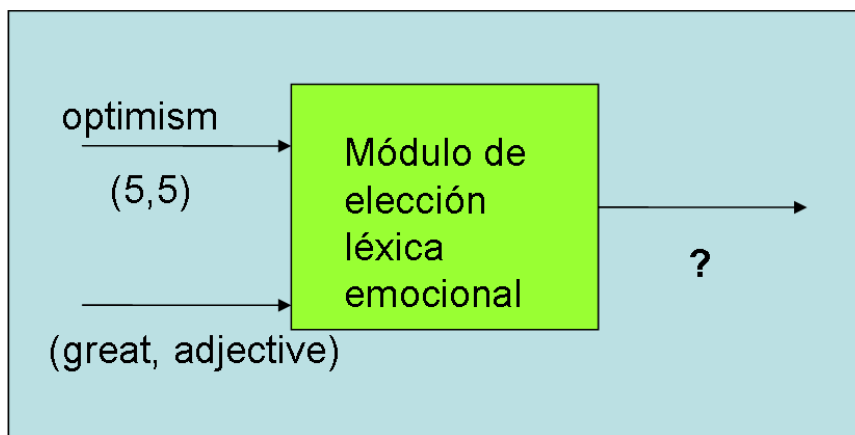 optimism
(5,5)
(great, adjective)
Módulo de
elección
léxica
emocional
?